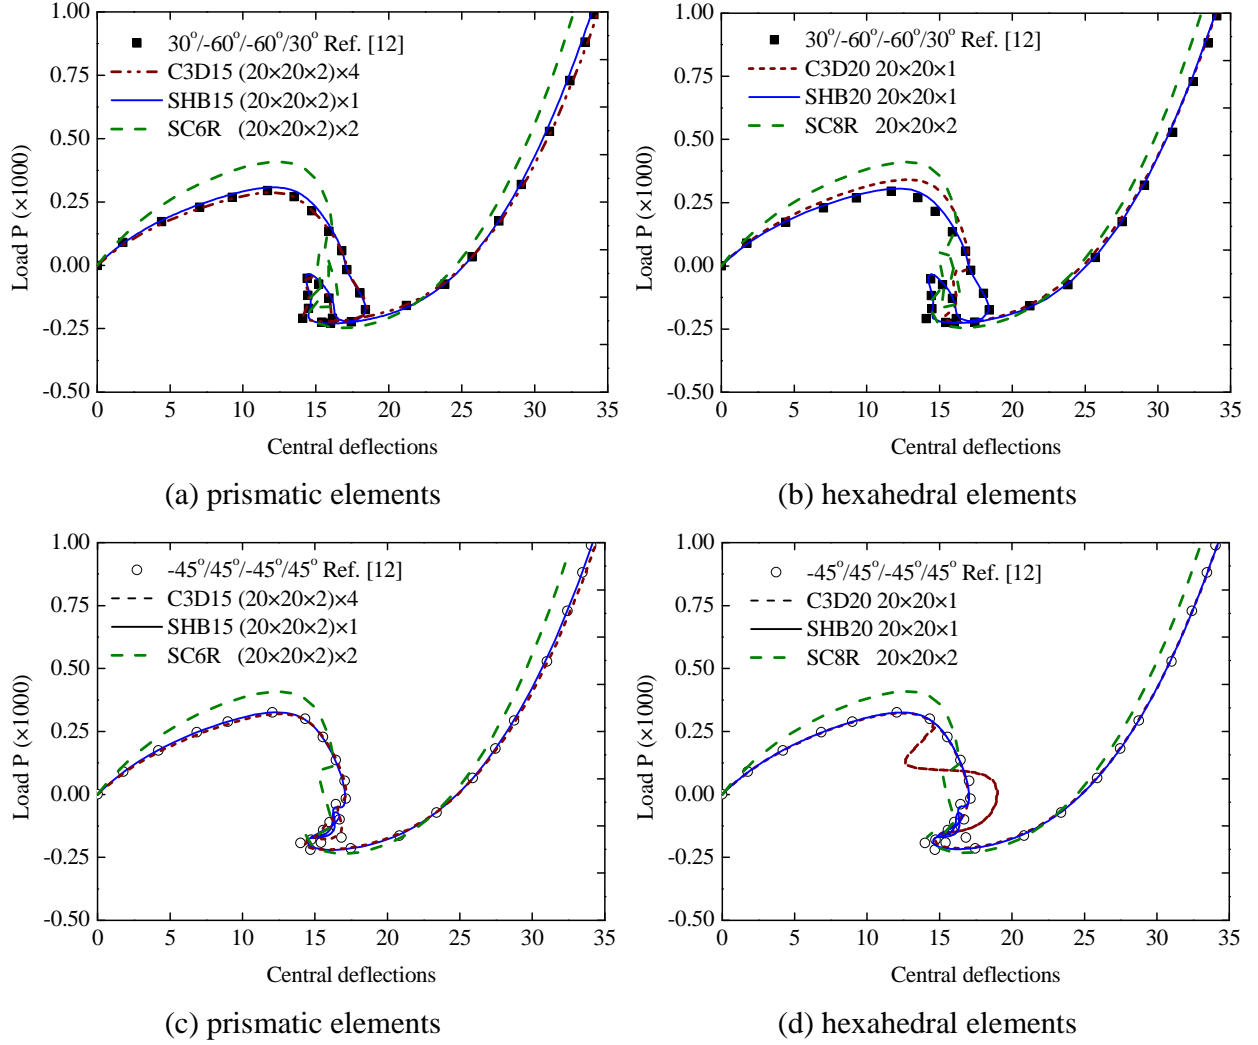 1.00
0.75
0.50
0.25
0.00
-0.25
-0.50
Load P (×1000)
30°/-60°/-60°/30° Ref. [12]
C3D15 (20×20×2)×4
SHB15 (20×20×2)×1
SC6R (20×20×2)×2
0 5 10 15 20 25 30 35
Central deflections
(a) prismatic elements
1.00
0.75
0.50
0.25
0.00
-0.25
-0.50
Load P (×1000)
30°/-60°/-60°/30° Ref. [12]
C3D20 20×20×1
SHB20 20×20×1
SC8R 20×20×2
0 5 10 15 20 25 30 35
Central deflections
(b) hexahedral elements
1.00
0.75
0.50
0.25
0.00
-0.25
-0.50
Load P (×1000)
-45°/45°/-45°/45° Ref. [12]
C3D15 (20×20×2)×4
SHB15 (20×20×2)×1
SC6R (20×20×2)×2
0 5 10 15 20 25 30 35
Central deflections
(c) prismatic elements
1.00
0.75
0.50
0.25
0.00
-0.25
-0.50
Load P (×1000)
-45°/45°/-45°/45° Ref. [12]
C3D20 20×20×1
SHB20 20×20×1
SC8R 20×20×2
0 5 10 15 20 25 30 35
Central deflections
(d) hexahedral elements